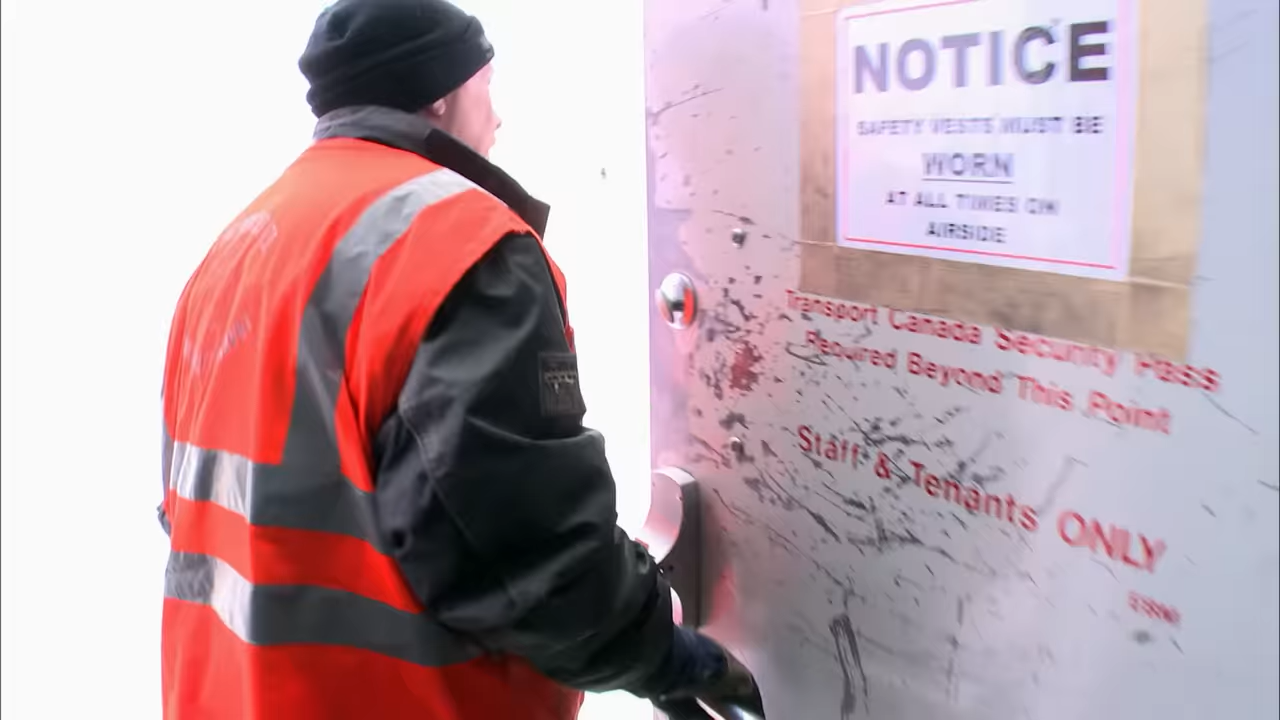 NOTICE
SAFETY VESTS MUST BE
WORN
AT ALL TIMES ON
AIRSIDE
Transport Canada Security Pass
Required Beyond This Point
Staff & Tenants ONLY